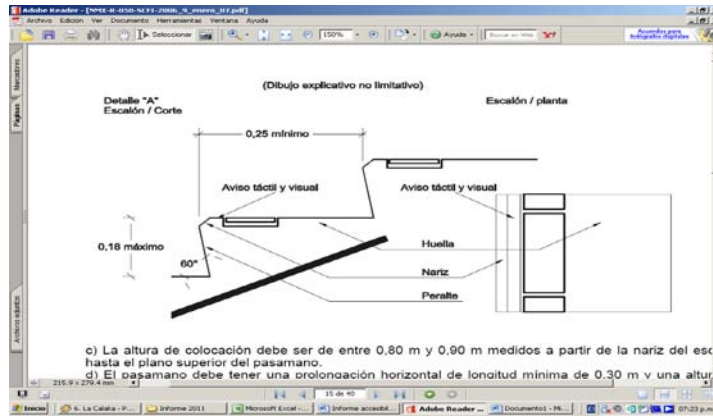 Adobe Reader - [NMX-R-050-SCFI-2006_9_enero_07.pdf]
Archivo Edición Ver Documento Herramientas Ventana Ayuda
Seleccionar
150%
Ayuda
Acuerdos para
fotógrafos digitales
Marcadores
Páginas
Archivos adjuntos
(Dibujo explicativo no limitativo)
Detalle "A"
Escalón / Corte
Escalón / planta
0,25 mínimo
Aviso táctil y visual
Aviso táctil y visual
0,18 máximo
60°
Huella
Nariz
Peralte
c) La altura de colocación debe ser de entre 0,80 m y 0,90 m medidos a partir de la nariz del esc
hasta el plano superior del pasamano.
d) El pasamano debe tener una prolongación horizontal de longitud mínima de 0.30 m y una altur
215.9 x 279.4 mm
15 de 40
Inicio
6. La Calaka - P...
Informe 2011
Microsoft Excel - ...
Informe accesibil...
Adobe Reader ...
Documento1 - Mi...
07:23 p.m.